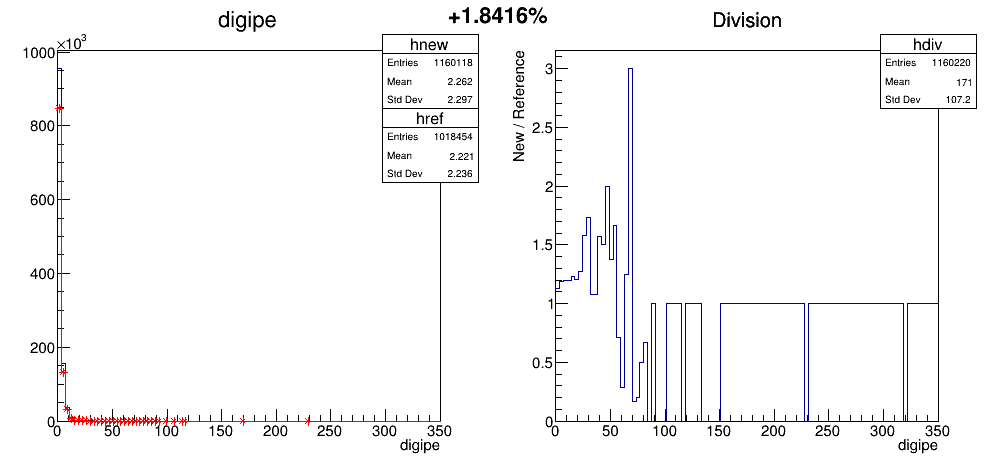 +1.8416%
digipe
×10³
hnew
Entries 1160118
Mean 2.262
Std Dev 2.297
href
Entries 1018454
Mean 2.221
Std Dev 2.236
1000
800
600
400
200
0
0 50 100 150 200 250 300 350
digipe
Division
hdiv
Entries 1160220
Mean 171
Std Dev 107.2
New / Reference
3
2.5
2
1.5
1
0.5
0
0 50 100 150 200 250 300 350
digipe